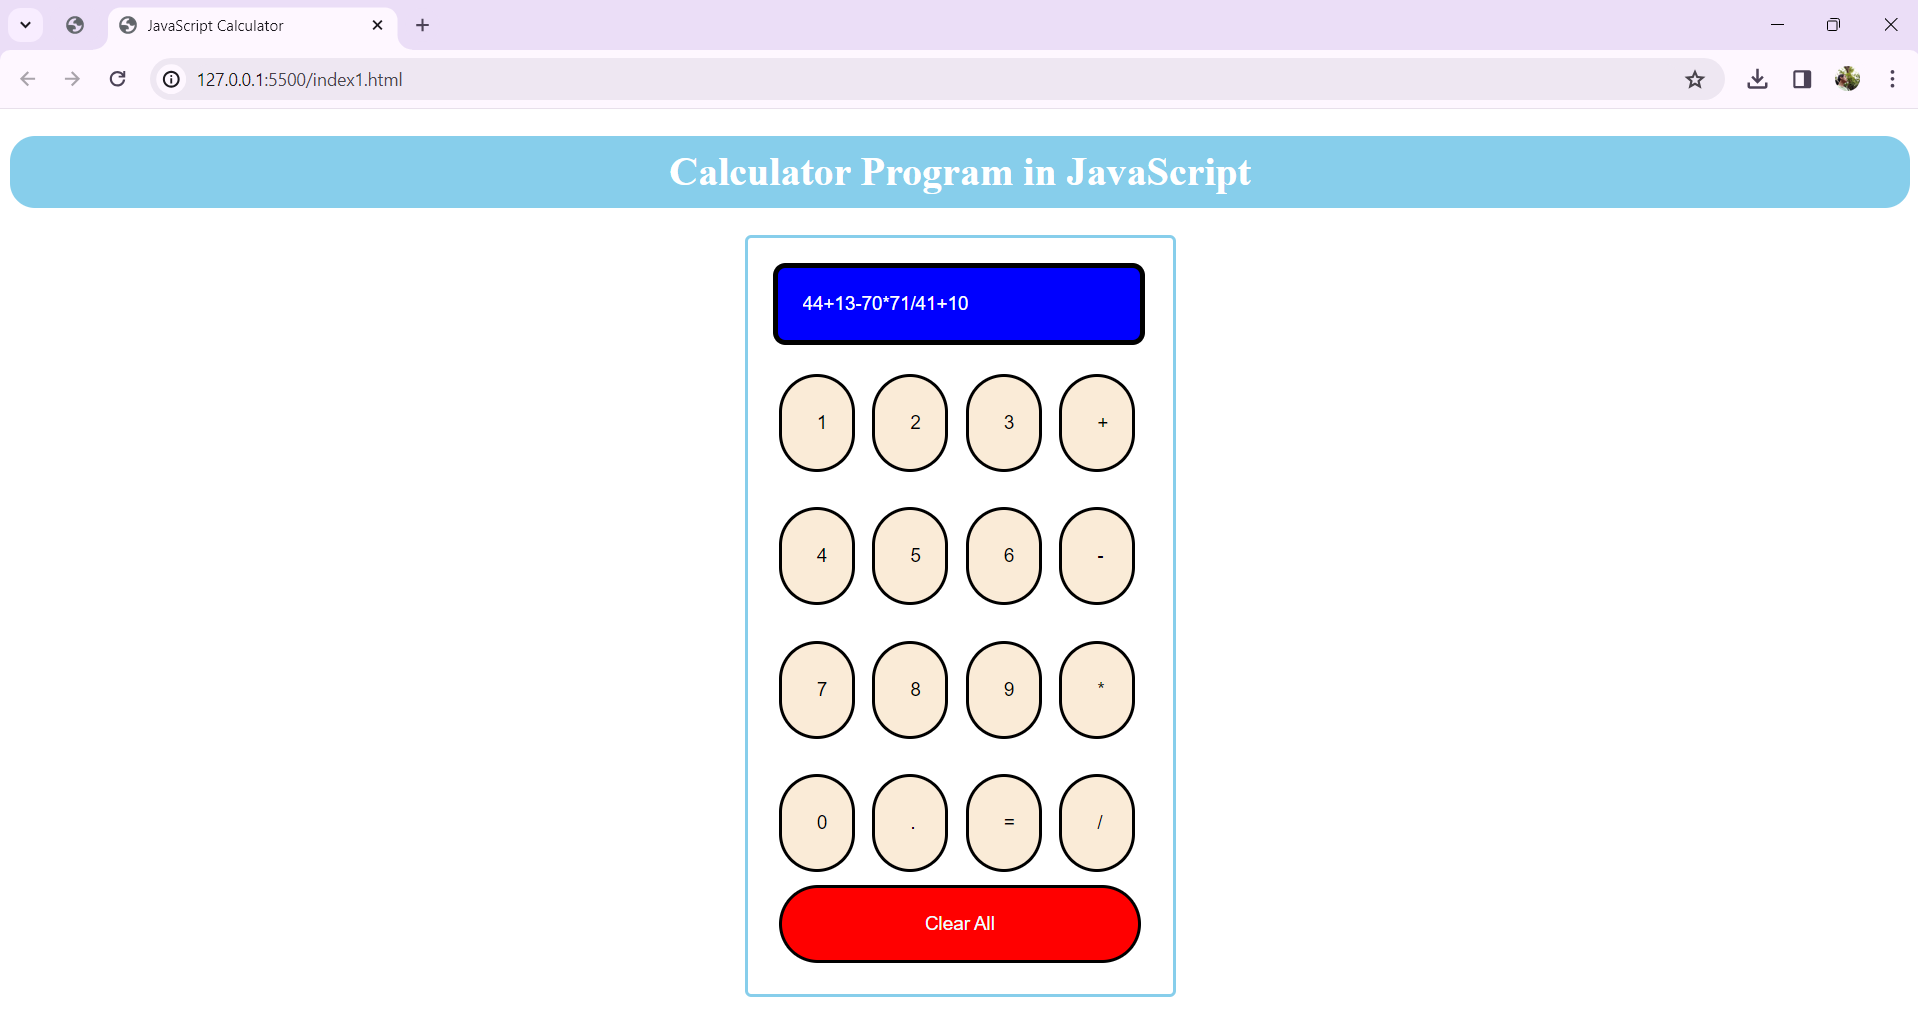 JavaScript Calculator
127.0.0.1:5500/index1.html
Calculator Program in JavaScript
44+13-70*71/41+10
1 2 3 +
4 5 6 -
7 8 9 *
0 . = /
Clear All